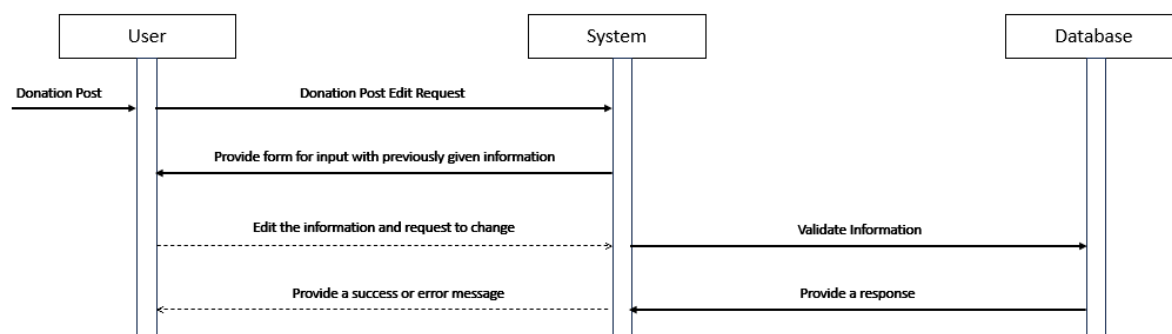 User
System
Database
Donation Post
Donation Post Edit Request
Provide form for input with previously given information
Edit the information and request to change
Validate Information
Provide a success or error message
Provide a response